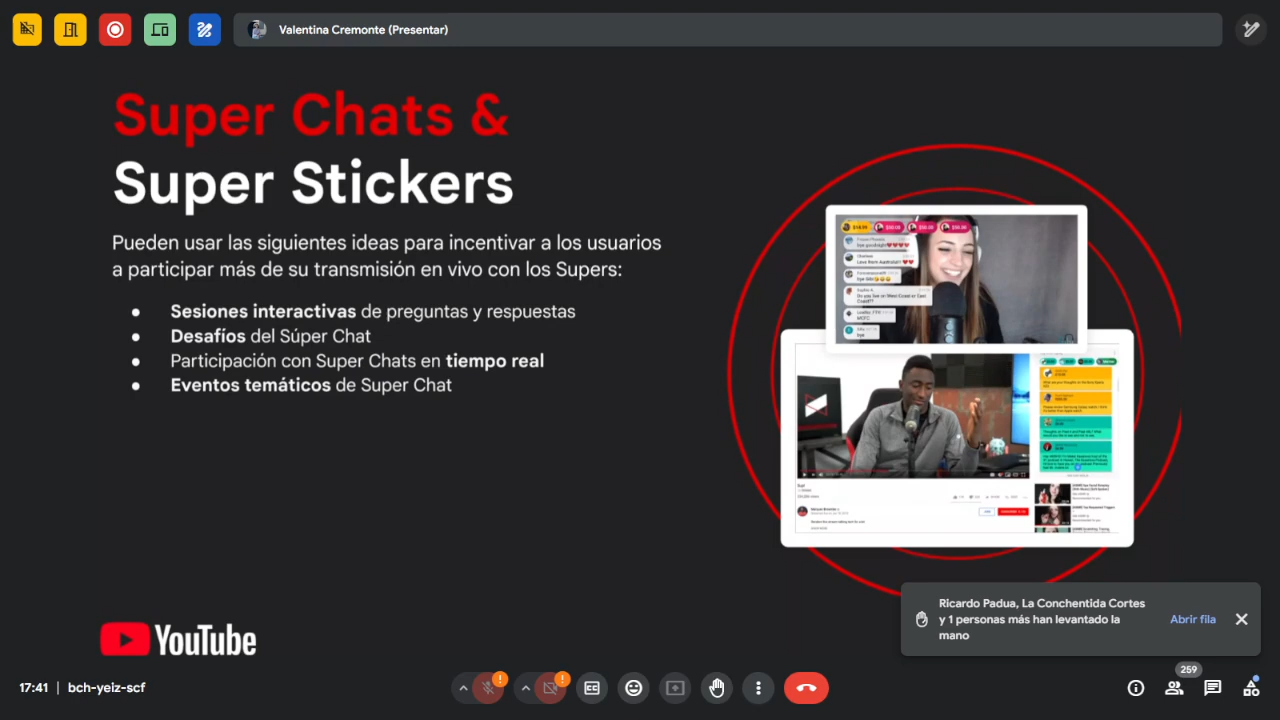 Valentina Cremonte (Presentar)
Super Chats &
Super Stickers
Pueden usar las siguientes ideas para incentivar a los usuarios
a participar más de su transmisión en vivo con los Supers:
● Sesiones interactivas de preguntas y respuestas
● Desafíos del Súper Chat
● Participación con Super Chats en tiempo real
● Eventos temáticos de Super Chat
YouTube
Ricardo Padua, La Conchentida Cortes
y 1 personas más han levantado la
mano
Abrir fila
259
17:41 | bch-yeiz-scf